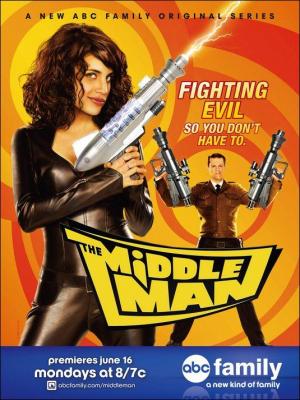 A NEW ABC FAMILY ORIGINAL SERIES
FIGHTING
EVIL
SO YOU DON'T
HAVE TO.
THE
MiDDLE
MAN
premieres june 16
mondays at 8/7c
abcfamily.com/middleman
abc family
a new kind of family